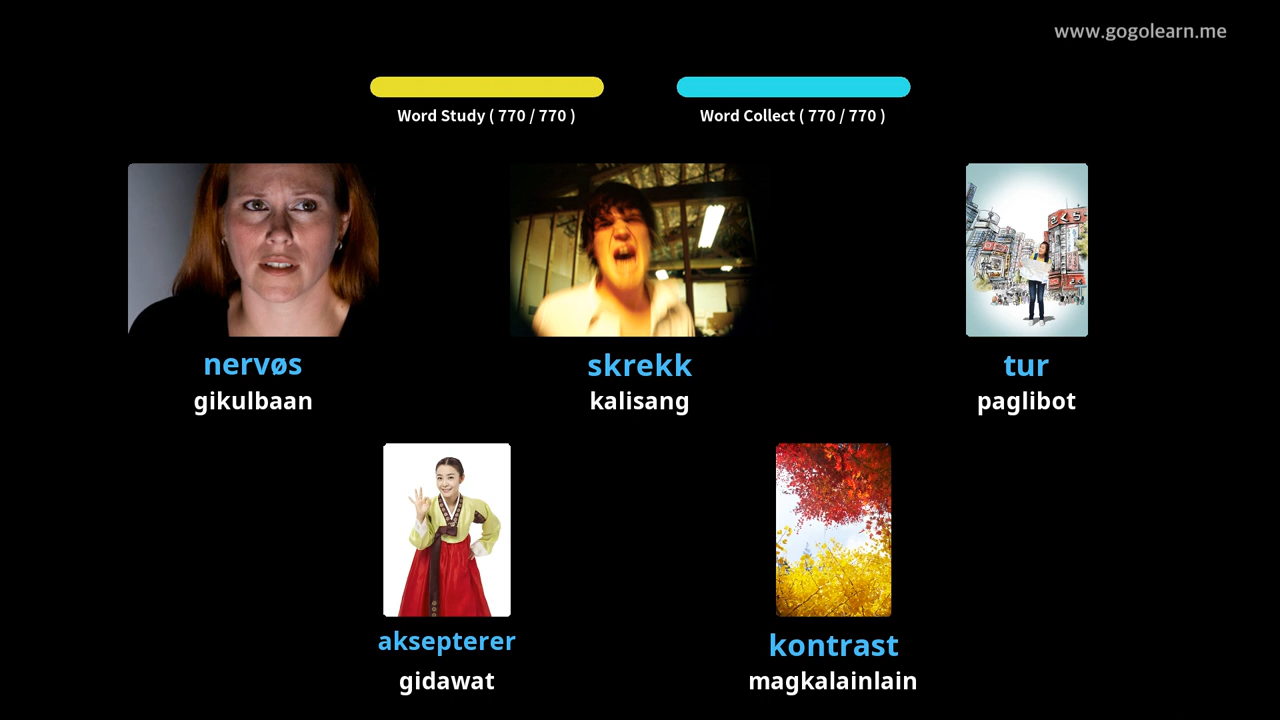 www.gogolearn.me
Word Study ( 770 / 770 )
Word Collect ( 770 / 770 )
nervøs
skrekk
tur
gikulbaan
kalisang
paglibot
aksepterer
kontrast
gidawat
magkalainlain